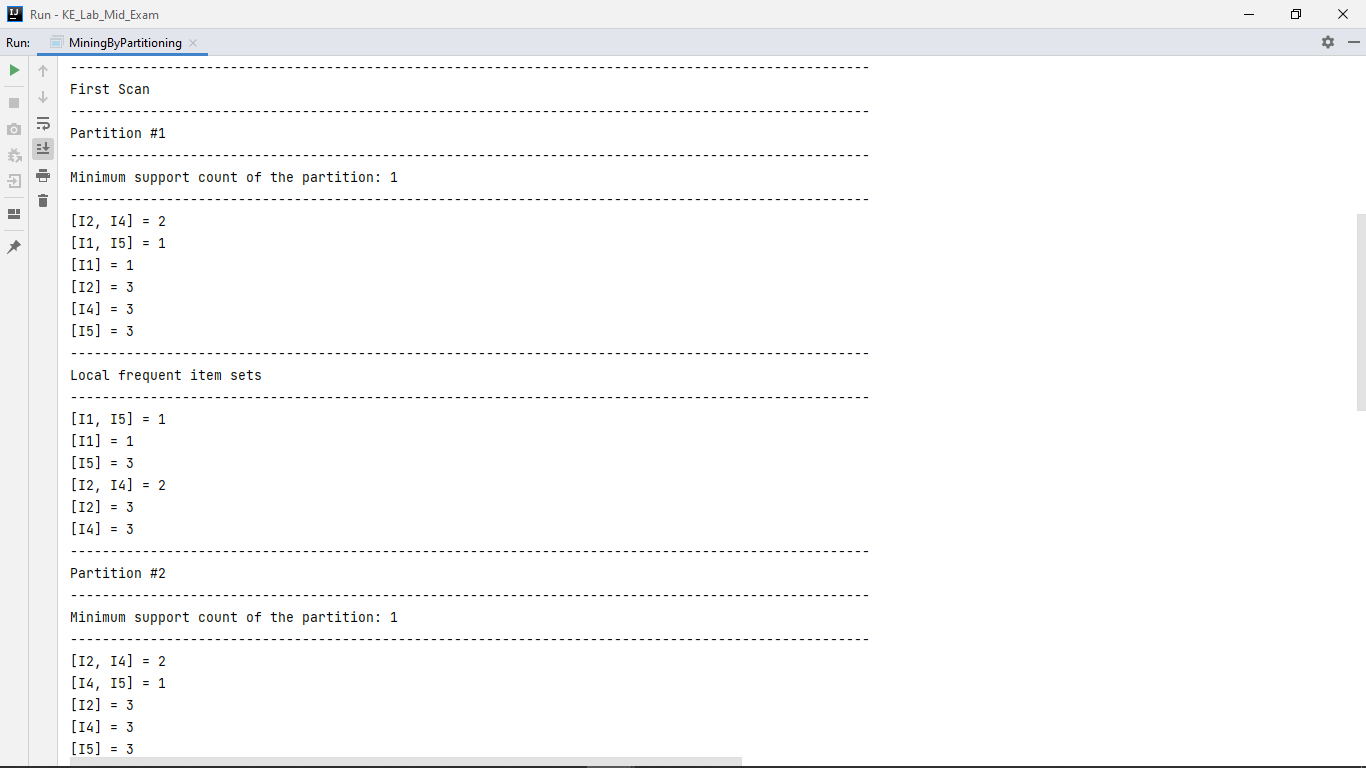 Run - KE_Lab_Mid_Exam
Run: MiningByPartitioning
----------------------------------------------------------------------------------------------------
First Scan
----------------------------------------------------------------------------------------------------
Partition #1
----------------------------------------------------------------------------------------------------
Minimum support count of the partition: 1
----------------------------------------------------------------------------------------------------
[I2, I4] = 2
[I1, I5] = 1
[I1] = 1
[I2] = 3
[I4] = 3
[I5] = 3
----------------------------------------------------------------------------------------------------
Local frequent item sets
----------------------------------------------------------------------------------------------------
[I1, I5] = 1
[I1] = 1
[I5] = 3
[I2, I4] = 2
[I2] = 3
[I4] = 3
----------------------------------------------------------------------------------------------------
Partition #2
----------------------------------------------------------------------------------------------------
Minimum support count of the partition: 1
----------------------------------------------------------------------------------------------------
[I2, I4] = 2
[I4, I5] = 1
[I2] = 3
[I4] = 3
[I5] = 3